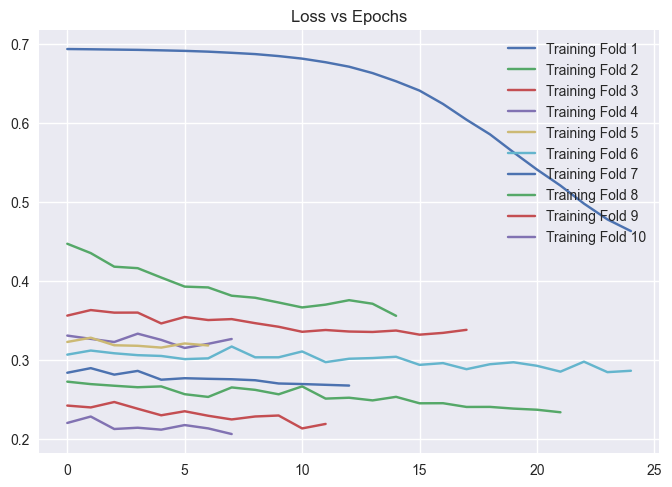 Loss vs Epochs
0.7
0.6
0.5
0.4
0.3
0.2
0
5
10
15
20
25
Training Fold 1
Training Fold 2
Training Fold 3
Training Fold 4
Training Fold 5
Training Fold 6
Training Fold 7
Training Fold 8
Training Fold 9
Training Fold 10